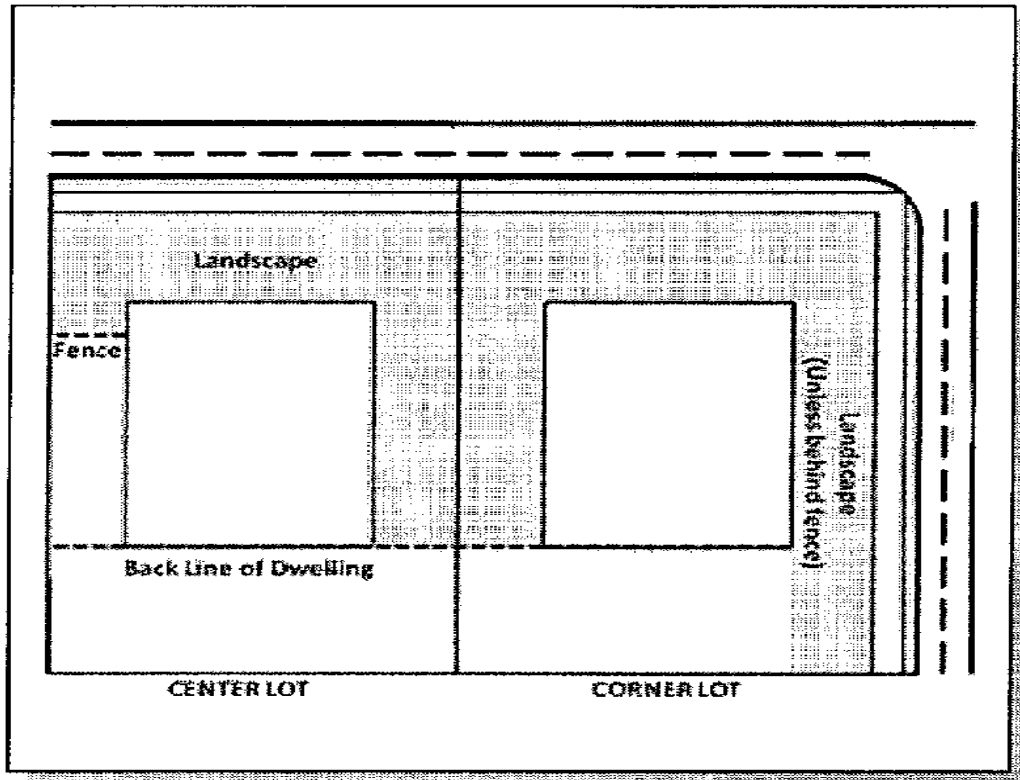 Landscape
Fence
Landscape
(Unless behind fence)
Back Line of Dwelling
CENTER LOT
CORNER LOT